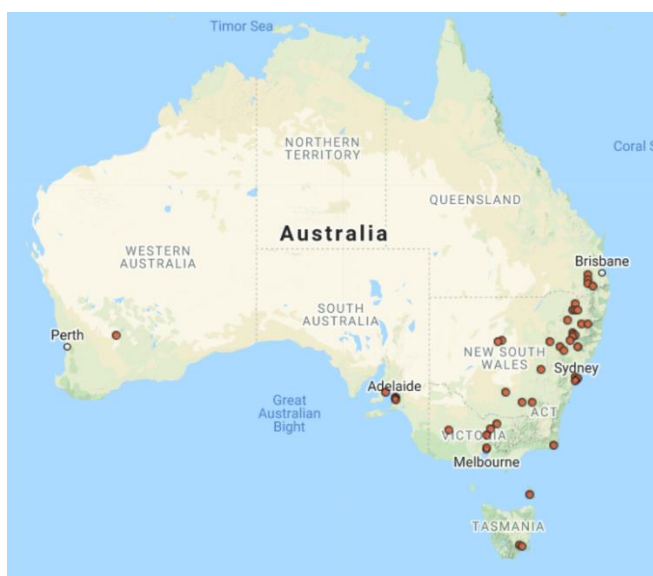 Timor Sea
NORTHERN
TERRITORY
Coral S
QUEENSLAND
Australia
WESTERN
AUSTRALIA
Brisbane
SOUTH
AUSTRALIA
Perth
NEW SOUTH
WALES
Sydney
Adelaide
Great
Australian
Bight
ACT
VICTORIA
Melbourne
TASMANIA